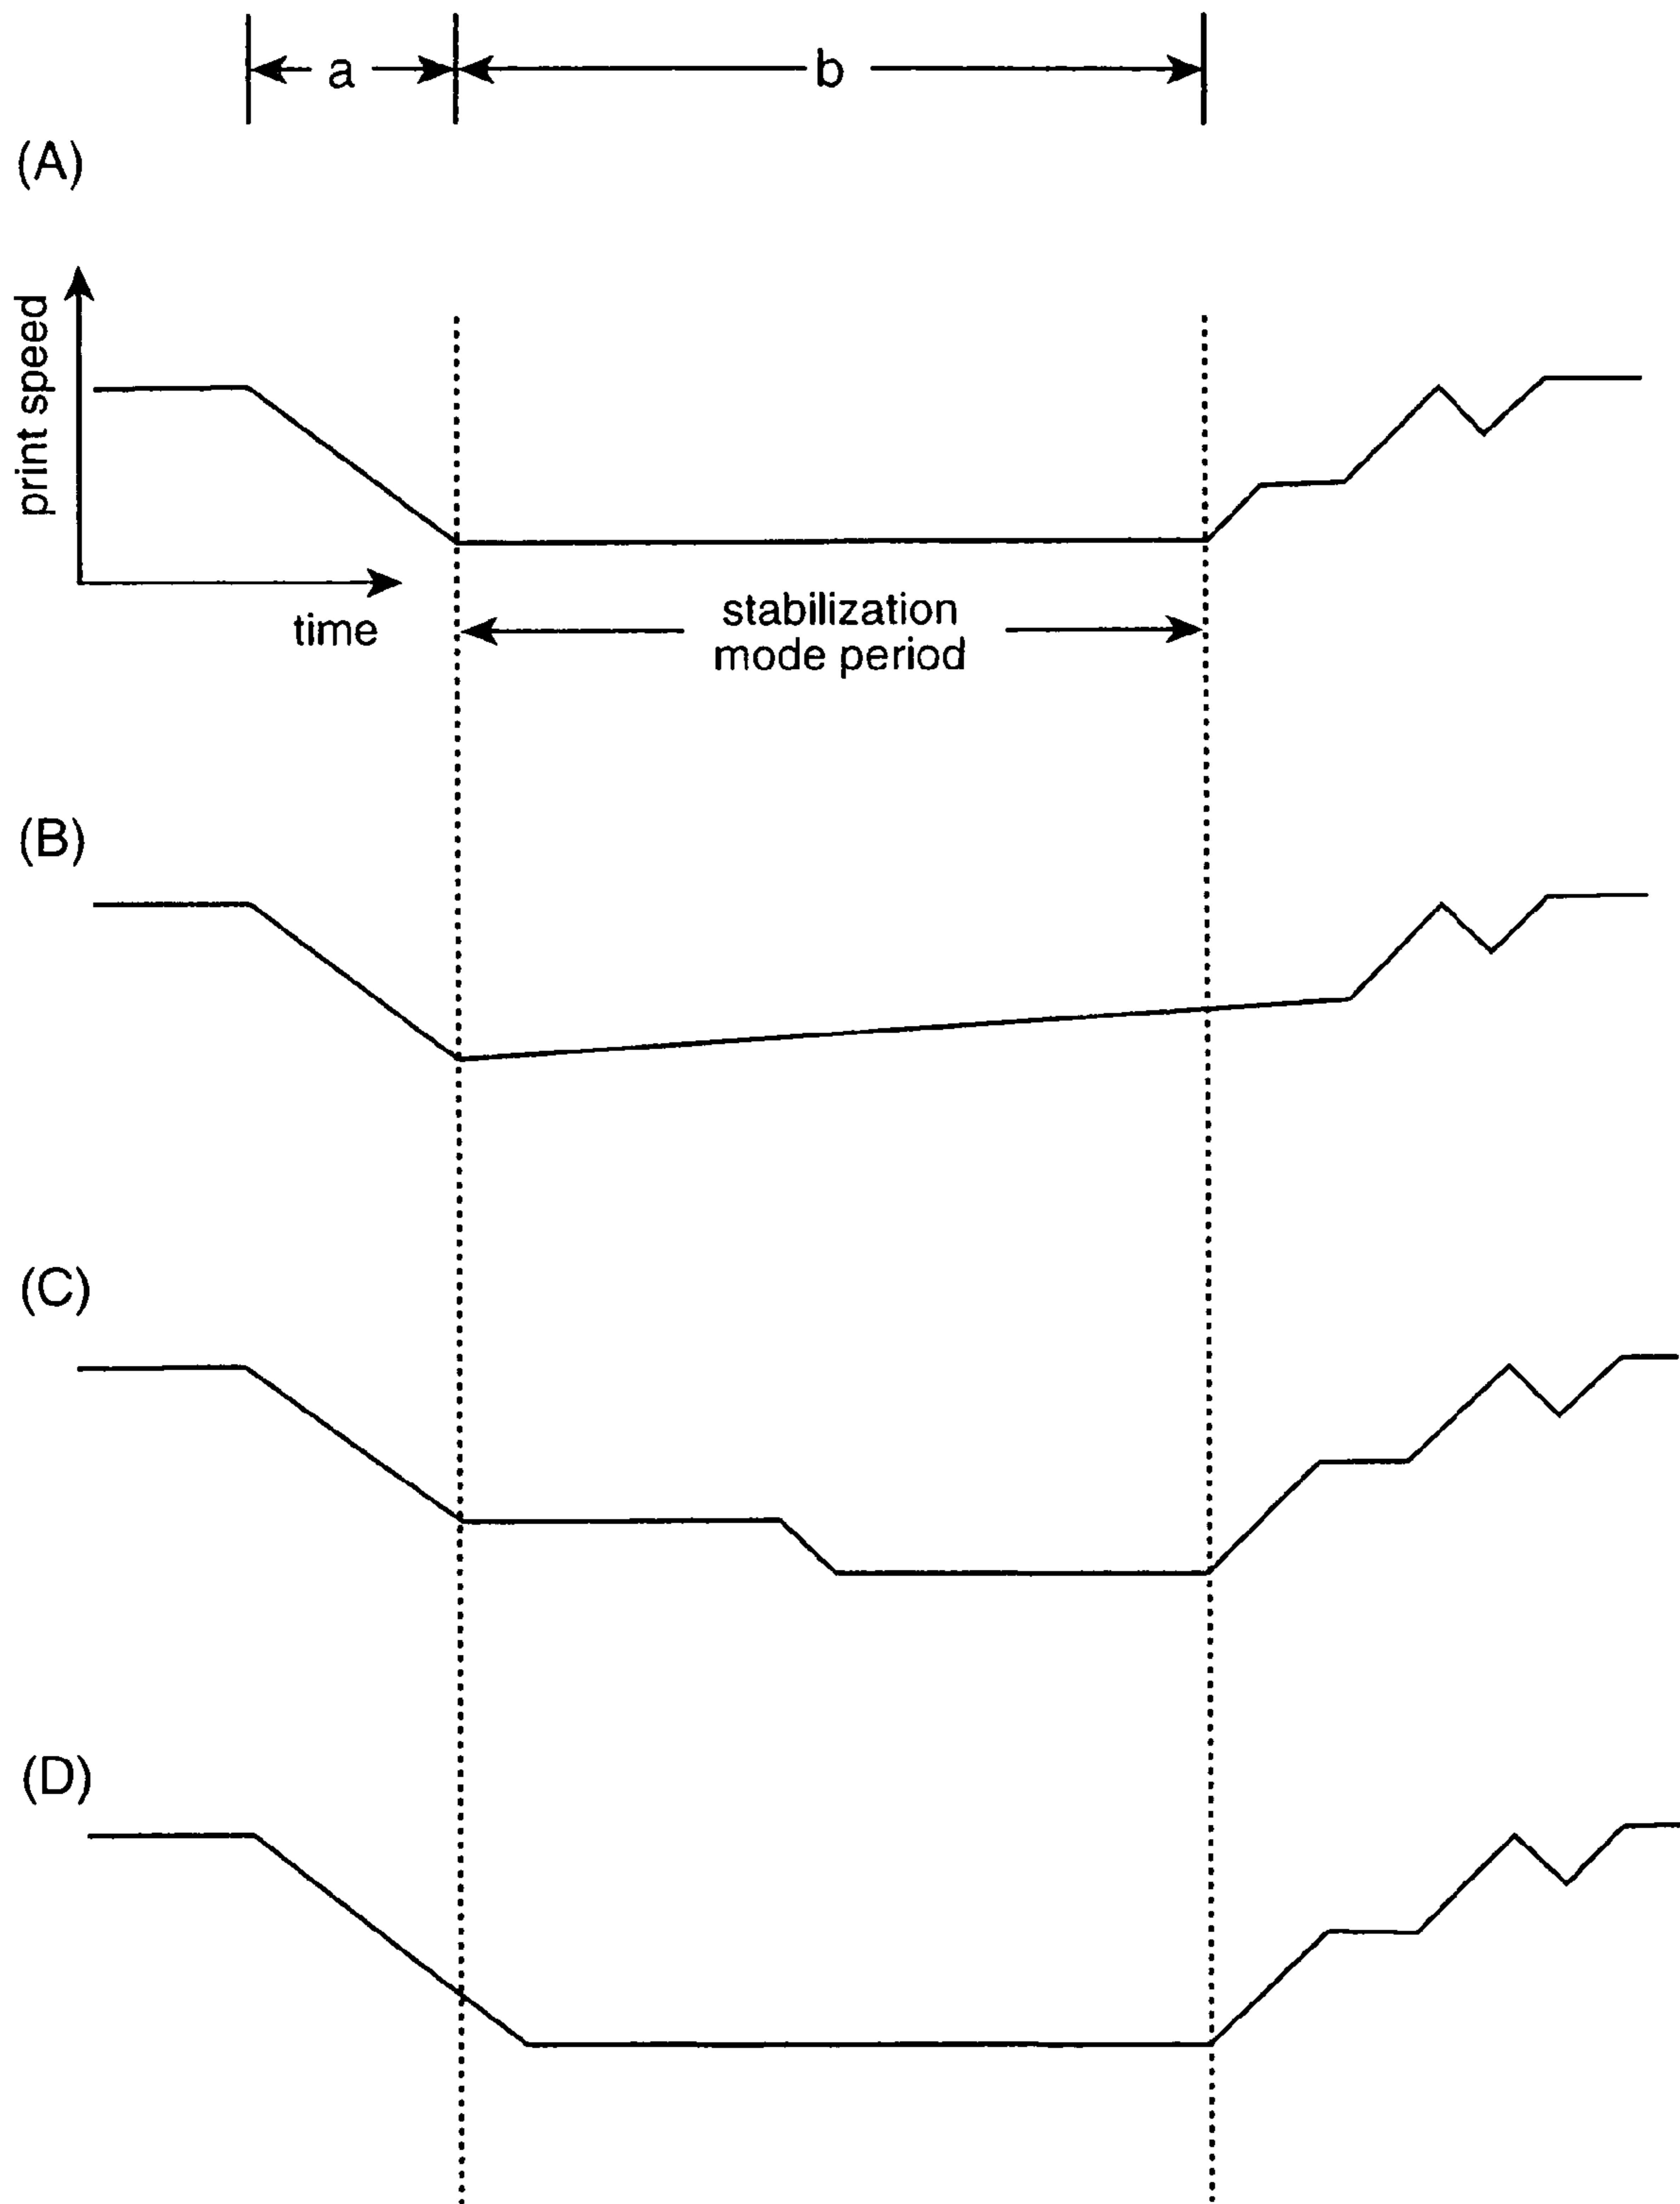 a
b
(A)
print speed
time
stabilization
mode period
(B)
(C)
(D)